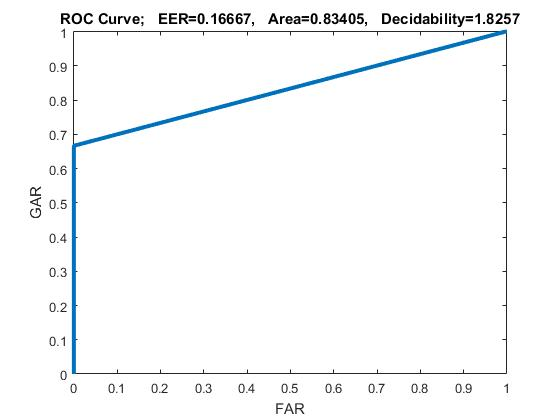 ROC Curve;   EER=0.16667,   Area=0.83405,   Decidability=1.8257
1
0.9
0.8
0.7
0.6
0.5
0.4
0.3
0.2
0.1
0
GAR
0 0.1 0.2 0.3 0.4 0.5 0.6 0.7 0.8 0.9 1
FAR